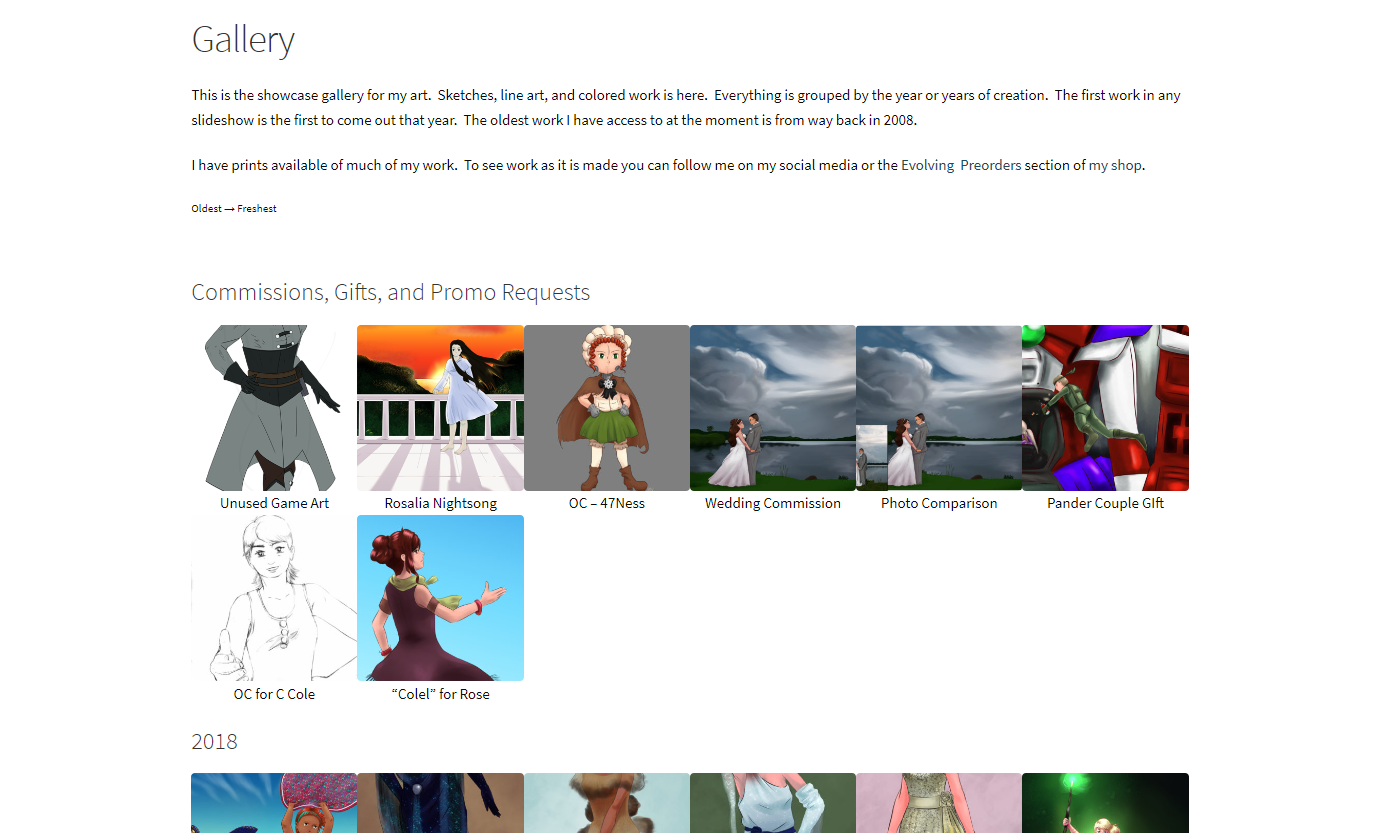 Gallery
This is the showcase gallery for my art.  Sketches, line art, and colored work is here.  Everything is grouped by the year or years of creation.  The first work in any
slideshow is the first to come out that year.  The oldest work I have access to at the moment is from way back in 2008.
I have prints available of much of my work.  To see work as it is made you can follow me on my social media or the Evolving  Preorders section of my shop.
Oldest → Freshest
Commissions, Gifts, and Promo Requests
Unused Game Art
Rosalia Nightsong
OC – 47Ness
Wedding Commission
Photo Comparison
Pander Couple GIft
OC for C Cole
“Colel” for Rose
2018